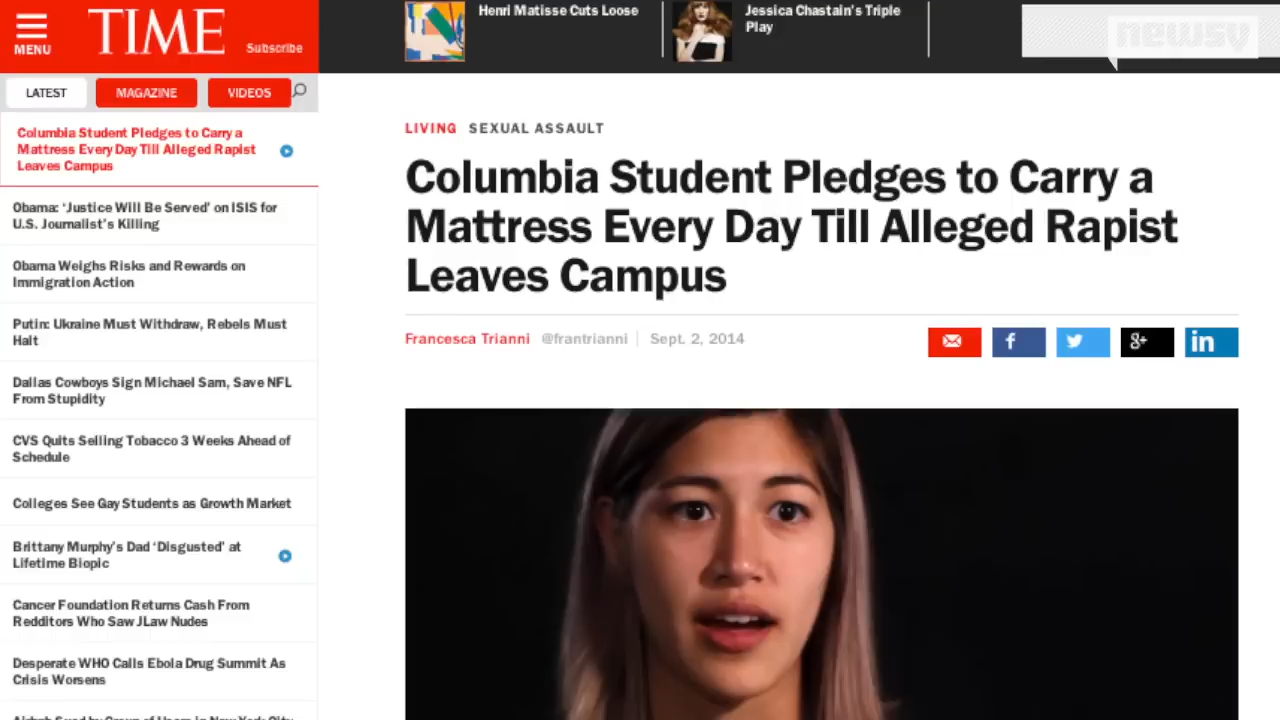 MENU
TIME
Subscribe
Henri Matisse Cuts Loose
Jessica Chastain's Triple
Play
newsy
LATEST
MAGAZINE
VIDEOS
Columbia Student Pledges to Carry a
Mattress Every Day Till Alleged Rapist
Leaves Campus
Obama: ‘Justice Will Be Served’ on ISIS for
U.S. Journalist’s Killing
Obama Weighs Risks and Rewards on
Immigration Action
Putin: Ukraine Must Withdraw, Rebels Must
Halt
Dallas Cowboys Sign Michael Sam, Save NFL
From Stupidity
CVS Quits Selling Tobacco 3 Weeks Ahead of
Schedule
Colleges See Gay Students as Growth Market
Brittany Murphy’s Dad ‘Disgusted’ at
Lifetime Biopic
Cancer Foundation Returns Cash From
Redditors Who Saw JLaw Nudes
Desperate WHO Calls Ebola Drug Summit As
Crisis Worsens
LIVING SEXUAL ASSAULT
Columbia Student Pledges to Carry a
Mattress Every Day Till Alleged Rapist
Leaves Campus
Francesca Trianni @frantrianni Sept. 2, 2014
f
g+
in